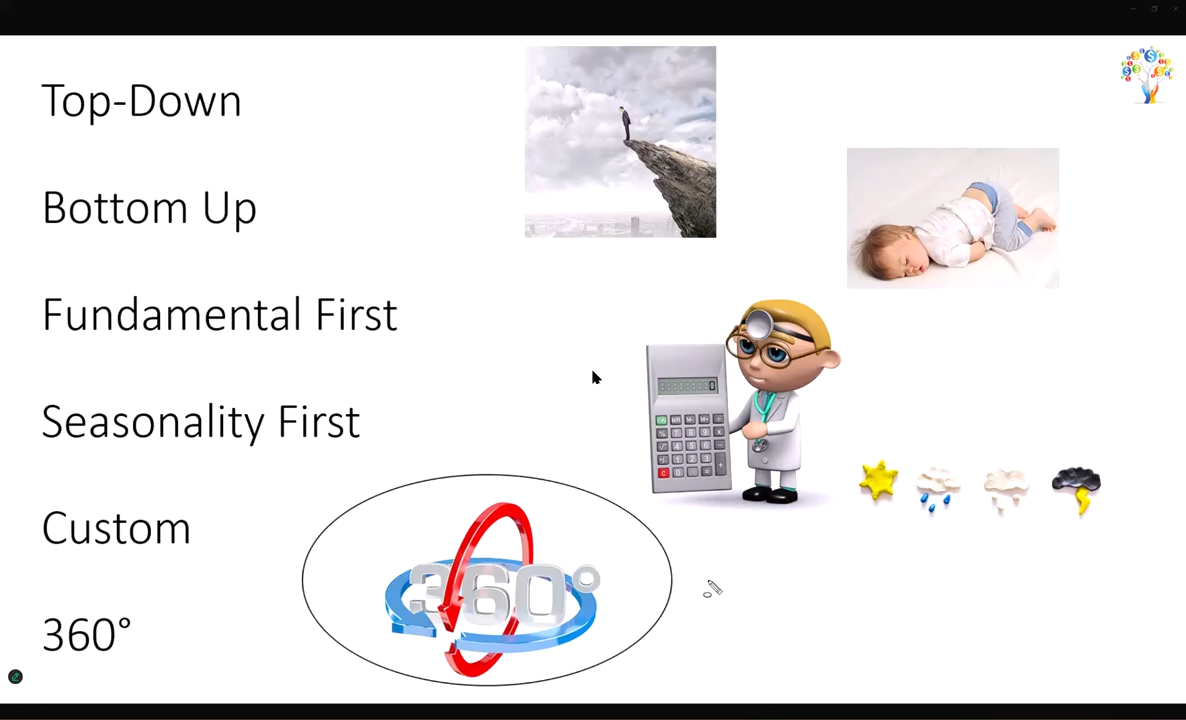 Top-Down
Bottom Up
Fundamental First
Seasonality First
Custom
360°
360°